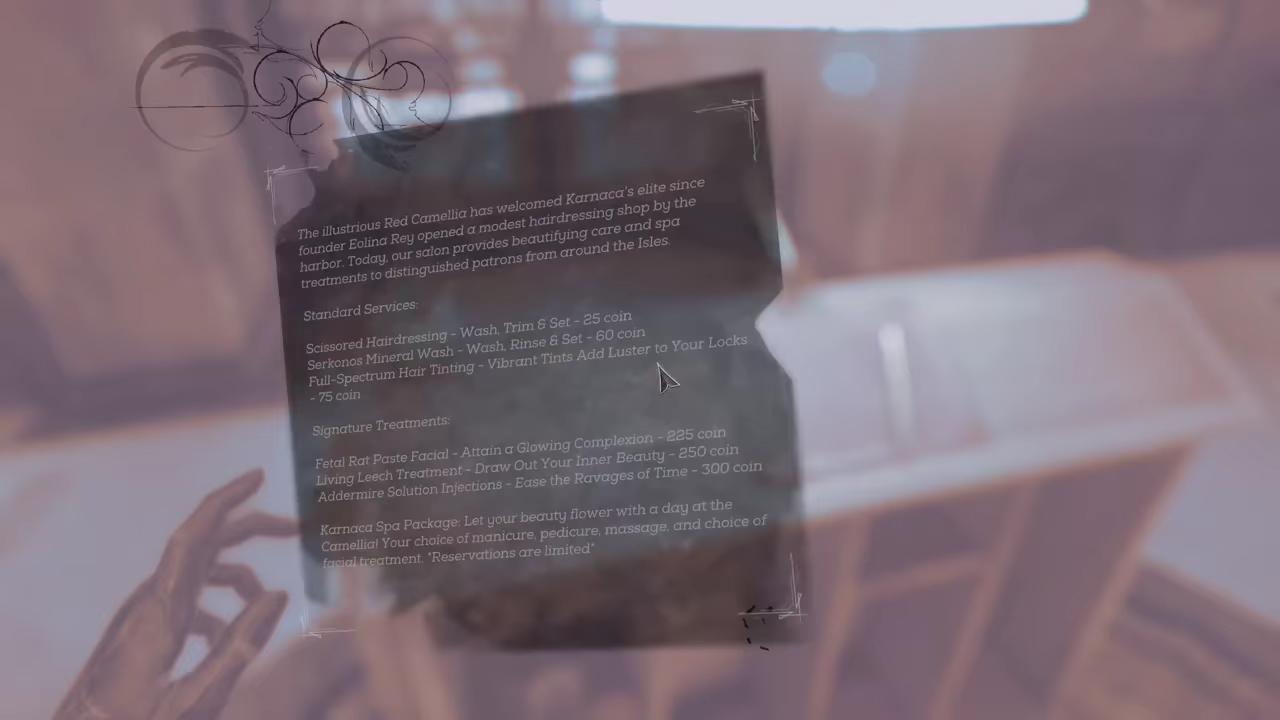 The illustrious Red Camellia has welcomed Karnaca's elite since
founder Eolina Rey opened a modest hairdressing shop by the
harbor. Today, our salon provides beautifying care and spa
treatments to distinguished patrons from around the Isles.
Standard Services:
Scissored Hairdressing - Wash, Trim & Set - 25 coin
Serkonos Mineral Wash - Wash, Rinse & Set - 60 coin
Full-Spectrum Hair Tinting - Vibrant Tints Add Luster to Your Locks
- 75 coin
Signature Treatments:
Fetal Rat Paste Facial - Attain a Glowing Complexion - 225 coin
Living Leech Treatment - Draw Out Your Inner Beauty - 250 coin
Addermire Solution Injections - Ease the Ravages of Time - 300 coin
Karnaca Spa Package: Let your beauty flower with a day at the
Camellia! Your choice of manicure, pedicure, massage, and choice of
facial treatment. *Reservations are limited*